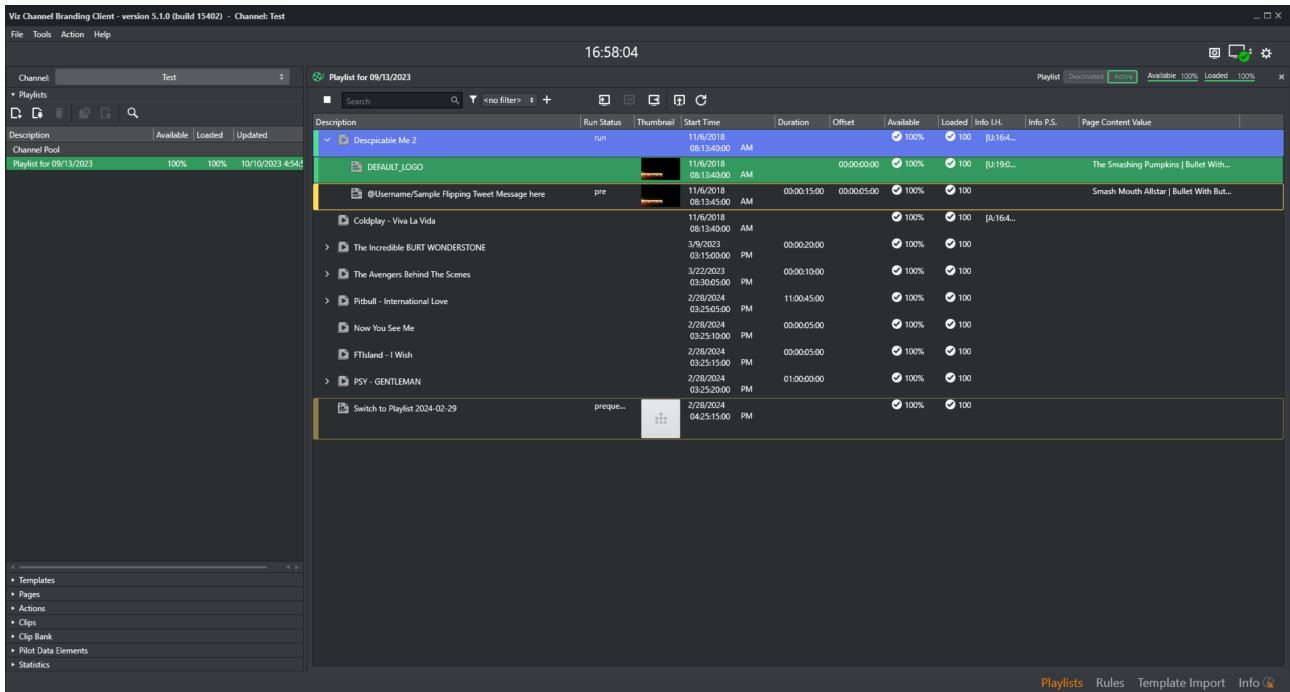 Viz Channel Branding Client - version 5.1.0 (build 15402) - Channel: Test
File Tools Action Help
16:58:04
Channel: Test
Playlists
Description Available Loaded Updated
Channel Pool
Playlist for 09/13/2023 100% 100% 10/10/2023 4:54:5
Templates
Pages
Actions
Clips
Clip Bank
Pilot Data Elements
Statistics
Playlist for 09/13/2023 Playlist Deactivated Active Available 100% Loaded 100%
Search <no filter>
Description Run Status Thumbnail Start Time Duration Offset Available Loaded Info I.H. Info P.S. Page Content Value
Descpicable Me 2 run 11/6/2018 100% 100 [U:16:4...
08:13:40:00 AM
DEFAULT_LOGO 11/6/2018 00:00:00:00 100% 100 [U:19:0... The Smashing Pumpkins | Bullet With...
08:13:40:00 AM
@Username/Sample Flipping Tweet Message here pre 11/6/2018 00:00:15:00 00:00:05:00 100% 100 Smash Mouth Allstar | Bullet With But...
08:13:45:00 AM
Coldplay - Viva La Vida 11/6/2018 100% 100 [A:16:4...
08:13:40:00 AM
The Incredible BURT WONDERSTONE 3/9/2023 00:00:20:00 100% 100
03:15:00:00 PM
The Avengers Behind The Scenes 3/22/2023 00:00:10:00 100% 100
03:30:05:00 PM
Pitbull - International Love 2/28/2024 11:00:45:00 100% 100
03:25:05:00 PM
Now You See Me 2/28/2024 00:00:05:00 100% 100
03:25:10:00 PM
FTIsland - I Wish 2/28/2024 00:00:05:00 100% 100
03:25:15:00 PM
PSY - GENTLEMAN 2/28/2024 01:00:00:00 100% 100
03:25:20:00 PM
Switch to Playlist 2024-02-29 preque... 2/28/2024 100% 100
04:25:15:00 PM
Playlists Rules Template Import Info